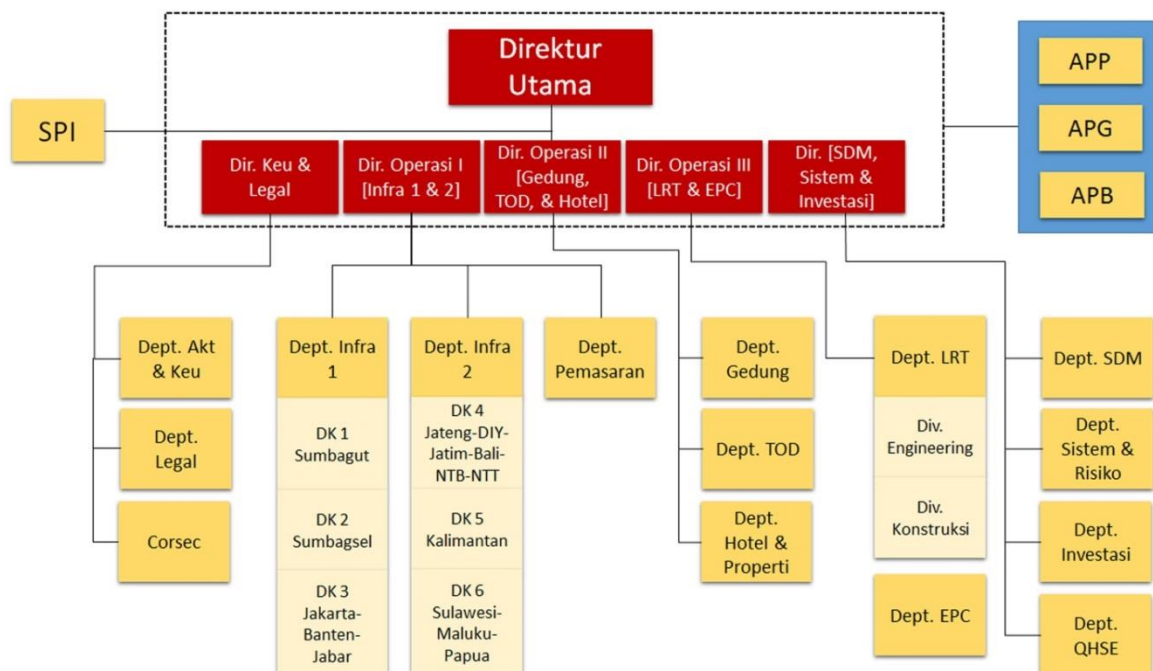 Direktur
Utama
SPI
APP
APG
APB
Dir. Keu &
Legal
Dir. Operasi I
[Infra 1 & 2]
Dir. Operasi II
[Gedung,
TOD, & Hotel]
Dir. Operasi III
[LRT & EPC]
Dir. [SDM,
Sistem &
Investasi]
Dept. Akt
& Keu
Dept.
Legal
Corsec
Dept. Infra
1
DK 1
Sumbagut
DK 2
Sumbagsel
DK 3
Jakarta-
Banten-
Jabar
Dept. Infra
2
DK 4
Jateng-DIY-
Jatim-Bali-
NTB-NTT
DK 5
Kalimantan
DK 6
Sulawesi-
Maluku-
Papua
Dept.
Pemasaran
Dept.
Gedung
Dept. TOD
Dept.
Hotel &
Properti
Dept. LRT
Div.
Engineering
Div.
Konstruksi
Dept. EPC
Dept. SDM
Dept.
Sistem &
Risiko
Dept.
Investasi
Dept.
QHSE